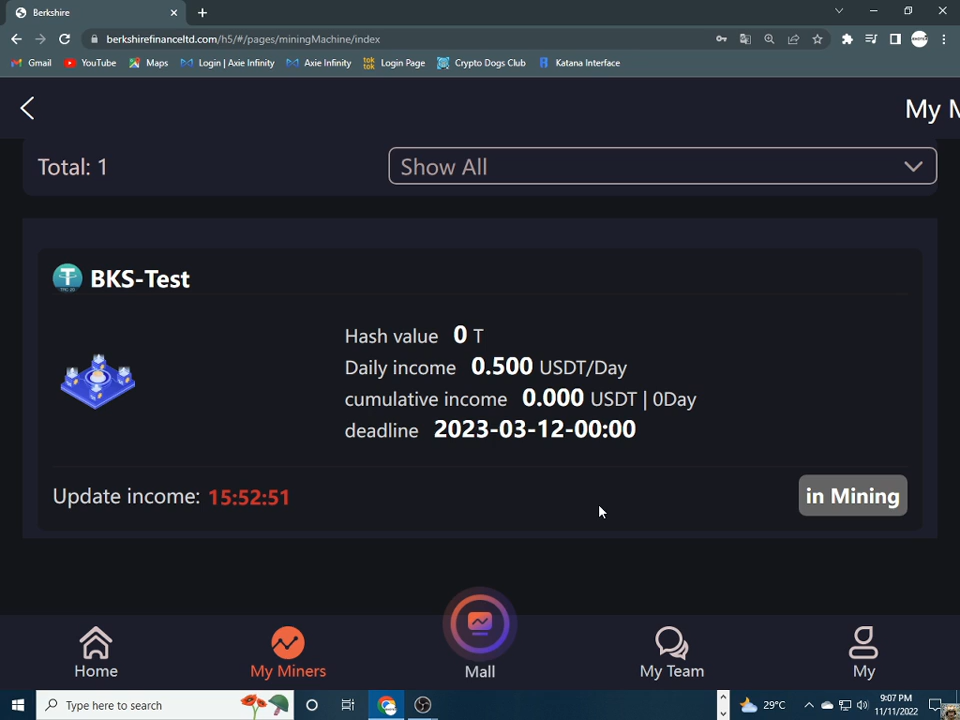 Berkshire
berkshirefinanceltd.com/h5/#/pages/miningMachine/index
Gmail YouTube Maps Login | Axie Infinity Axie Infinity tok tok Login Page Crypto Dogs Club Katana Interface
My M
Total: 1
Show All
BKS-Test
Hash value 0 T
Daily income 0.500 USDT/Day
cumulative income 0.000 USDT | 0Day
deadline 2023-03-12-00:00
Update income: 15:52:51
in Mining
Home
My Miners
Mall
My Team
My
Type here to search
29°C
9:07 PM
11/11/2022